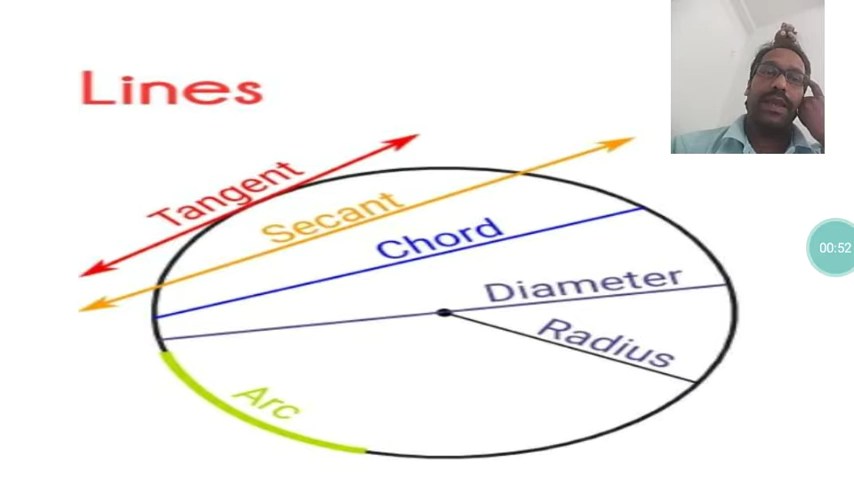 Lines
Tangent
Secant
Chord
Diameter
Radius
Arc
00:52